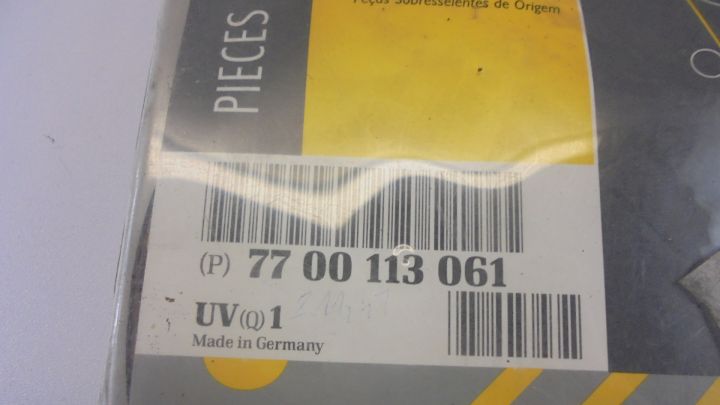 Peças Sobresselentes de Origem
PIECES
(P) 77 00 113 061
UV(Q)1
Made in Germany